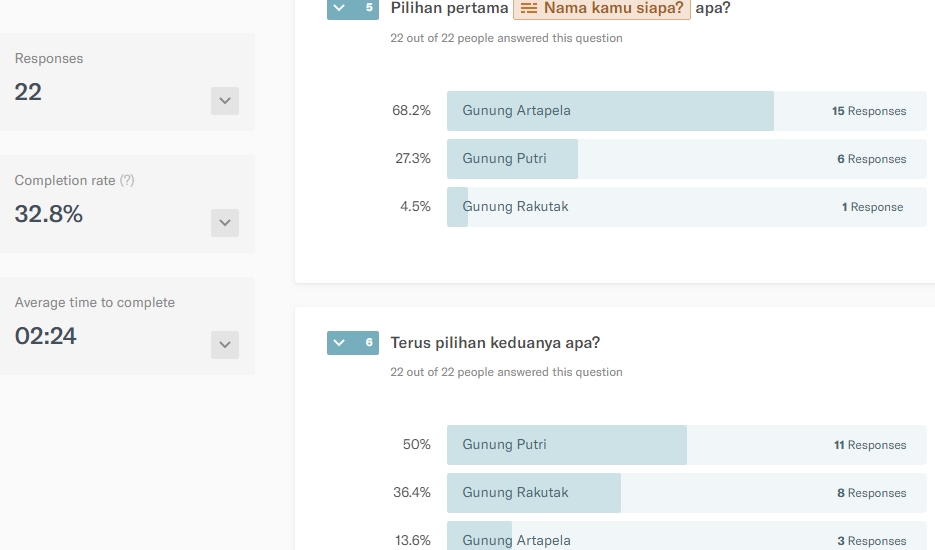 Responses
22
Completion rate (?)
32.8%
Average time to complete
02:24
5 Pilihan pertama Nama kamu siapa? apa?
22 out of 22 people answered this question
68.2% Gunung Artapela 15 Responses
27.3% Gunung Putri 6 Responses
4.5% Gunung Rakutak 1 Response
6 Terus pilihan keduanya apa?
22 out of 22 people answered this question
50% Gunung Putri 11 Responses
36.4% Gunung Rakutak 8 Responses
13.6% Gunung Artapela 3 Responses